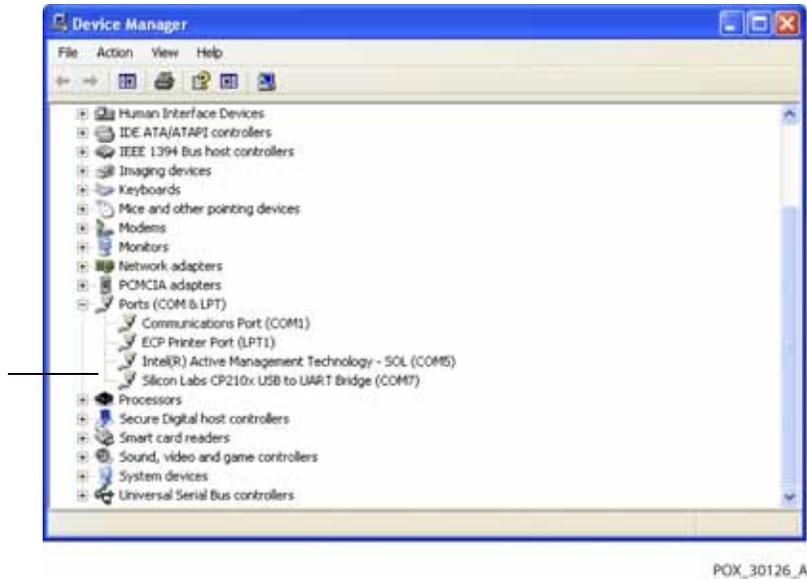 Device Manager
File Action View Help
Human Interface Devices
IDE ATA/ATAPI controllers
IEEE 1394 Bus host controllers
Imaging devices
Keyboards
Mice and other pointing devices
Modems
Monitors
Network adapters
PCMCIA adapters
Ports (COM & LPT)
Communications Port (COM1)
ECP Printer Port (LPT1)
Intel(R) Active Management Technology - SOL (COM5)
Silicon Labs CP210x USB to UART Bridge (COM7)
Processors
Secure Digital host controllers
Smart card readers
Sound, video and game controllers
System devices
Universal Serial Bus controllers
POX_30126_A